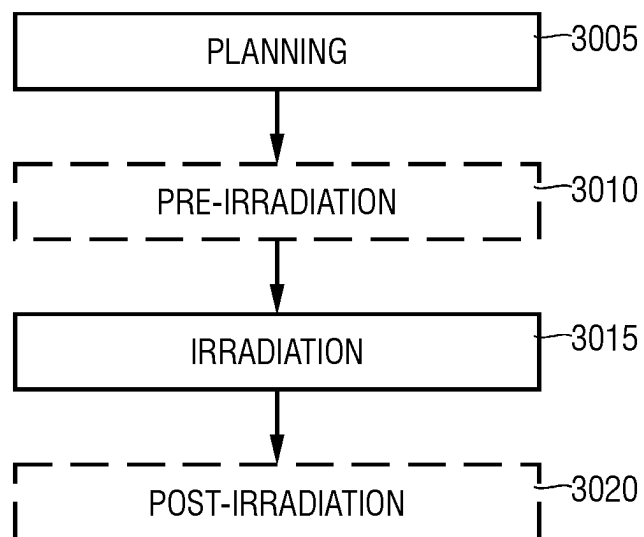 PLANNING 3005
PRE-IRRADIATION 3010
IRRADIATION 3015
POST-IRRADIATION 3020